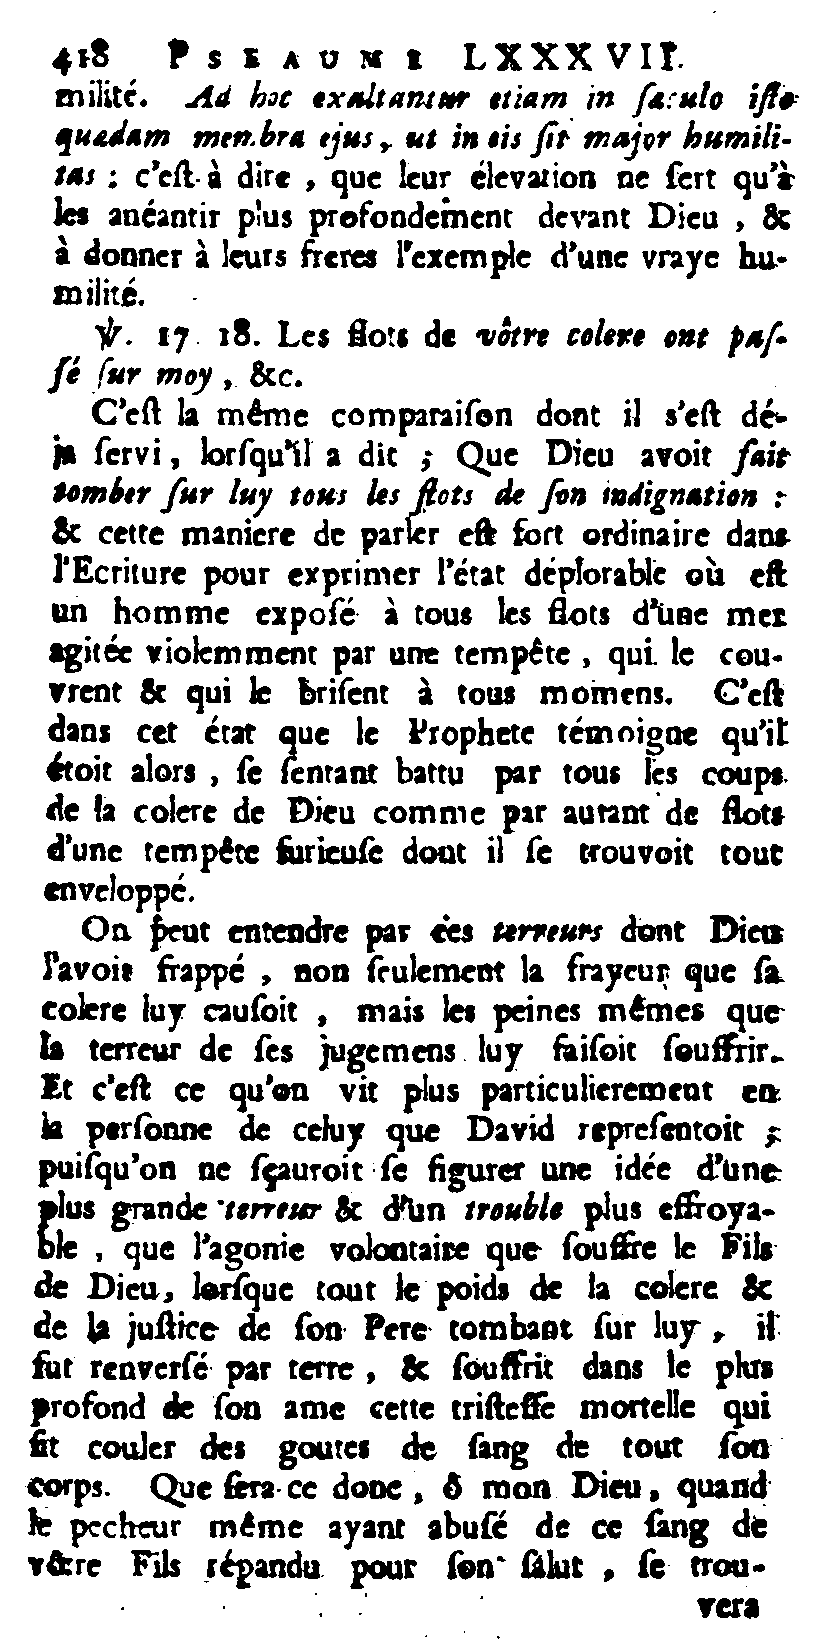 418 PSEAUME LXXXVII.
milité. Ad hoc exaltantur etiam in sæculo isto
quædam membra ejus, ut in eis sit major humili-
tas : c'eſt-à dire, que leur élevation ne ſert qu'à
les anéantir plus profondement devant Dieu, &
à donner à leurs freres l'exemple d'une vraye hu-
milité.
℣. 17. 18. Les flots de vôtre colere ont paſ-
ſé ſur moy, &c.
C'eſt la même comparaiſon dont il s'eſt dé-
ja ſervi, lorſqu'il a dit ; Que Dieu avoit fait
tomber ſur luy tous les flots de ſon indignation :
& cette maniere de parler eſt fort ordinaire dans
l'Ecriture pour exprimer l'état déplorable où eſt
un homme expoſé à tous les flots d'une mer
agitée violemment par une tempête, qui le cou-
vrent & qui le briſent à tous momens. C'eſt
dans cet état que le Prophete témoigne qu'il
étoit alors, ſe ſentant battu par tous les coups
de la colere de Dieu comme par autant de flots
d'une tempête furieuſe dont il ſe trouvoit tout
enveloppé.
On peut entendre par ces terreurs dont Dieu
l'avoit frappé, non ſeulement la frayeur que ſa
colere luy cauſoit, mais les peines mêmes que
la terreur de ſes jugemens luy faiſoit ſouffrir.
Et c'eſt ce qu'on vit plus particulierement en
la perſonne de celuy que David repreſentoit ;
puiſqu'on ne ſçauroit ſe figurer une idée d'une
plus grande terreur & d'un trouble plus effroya-
ble, que l'agonie volontaire que ſouffre le Fils
de Dieu, lorſque tout le poids de la colere &
de la juſtice de ſon Pere tombant ſur luy, il
fut renverſé par terre, & ſouffrit dans le plus
profond de ſon ame cette triſteſſe mortelle qui
fit couler des goutes de ſang de tout ſon
corps. Que ſera-ce donc, ô mon Dieu, quand
le pecheur même ayant abuſé de ce ſang de
vôtre Fils répandu pour ſon ſalut, ſe trou-
vera